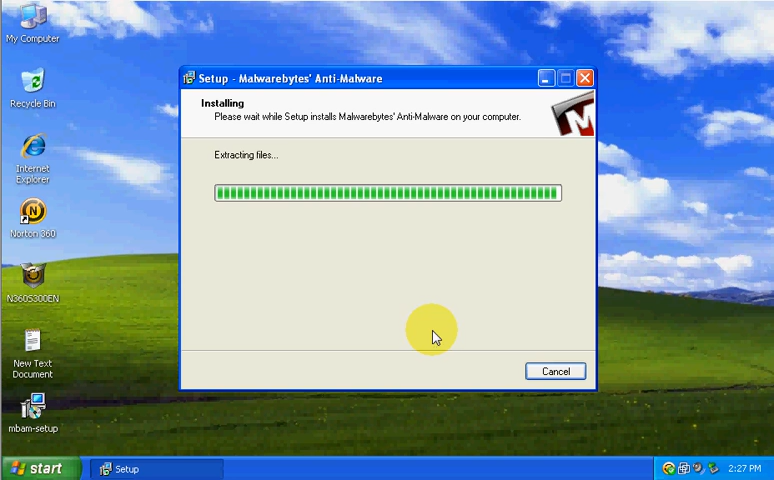 My Computer
Recycle Bin
Internet
Explorer
Norton 360
N360S300EN
New Text
Document
mbam-setup
Setup - Malwarebytes' Anti-Malware
Installing
Please wait while Setup installs Malwarebytes' Anti-Malware on your computer.
Extracting files...
Cancel
start
Setup
2:27 PM